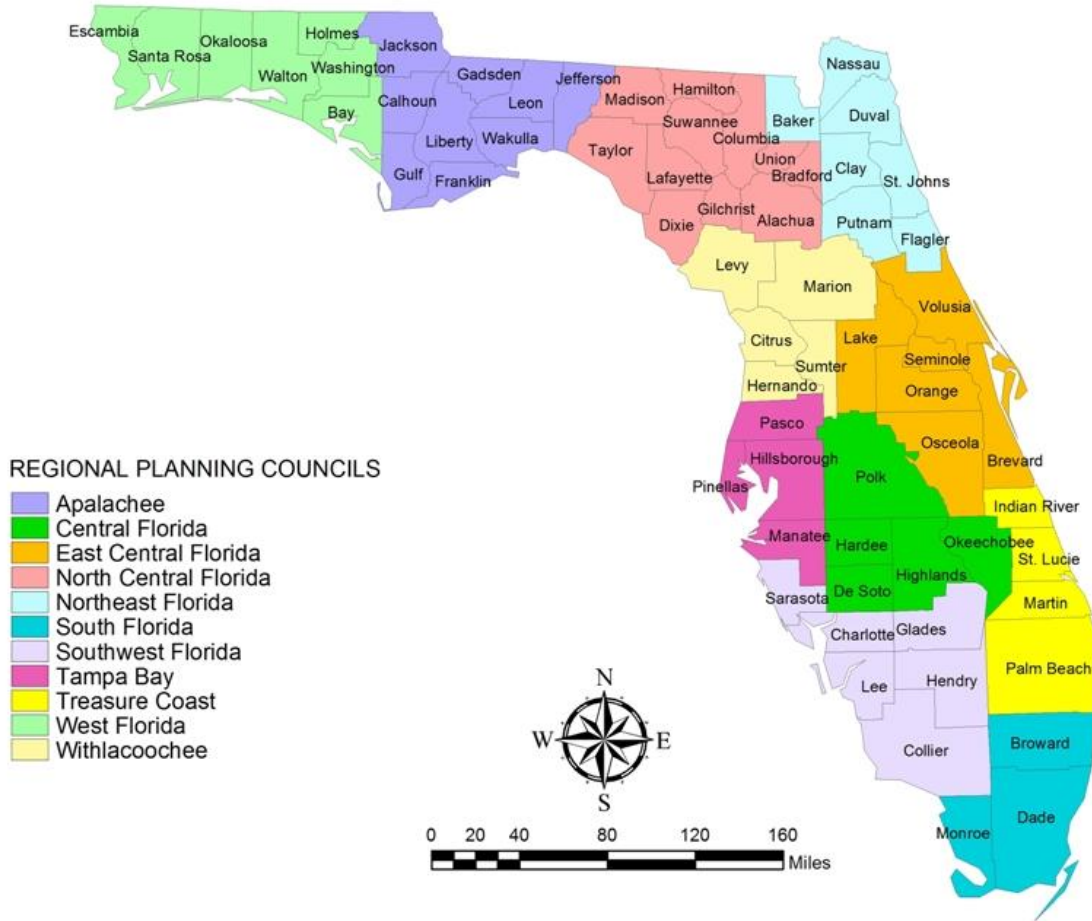 Escambia
Santa Rosa
Okaloosa
Walton
Holmes
Washington
Bay
Jackson
Calhoun
Gulf
Liberty
Gadsden
Leon
Wakulla
Franklin
Jefferson
Madison
Taylor
Hamilton
Suwannee
Lafayette
Dixie
Columbia
Gilchrist
Union
Bradford
Alachua
Baker
Nassau
Duval
Clay
St. Johns
Putnam
Flagler
Levy
Marion
Citrus
Sumter
Hernando
Lake
Volusia
Seminole
Orange
Osceola
Brevard
Pasco
Hillsborough
Pinellas
Manatee
Polk
Hardee
De Soto
Highlands
Okeechobee
Indian River
St. Lucie
Martin
Palm Beach
Sarasota
Charlotte
Glades
Lee
Hendry
Collier
Broward
Dade
Monroe
REGIONAL PLANNING COUNCILS
Apalachee
Central Florida
East Central Florida
North Central Florida
Northeast Florida
South Florida
Southwest Florida
Tampa Bay
Treasure Coast
West Florida
Withlacoochee
N
W E
S
0 20 40 80 120 160
Miles